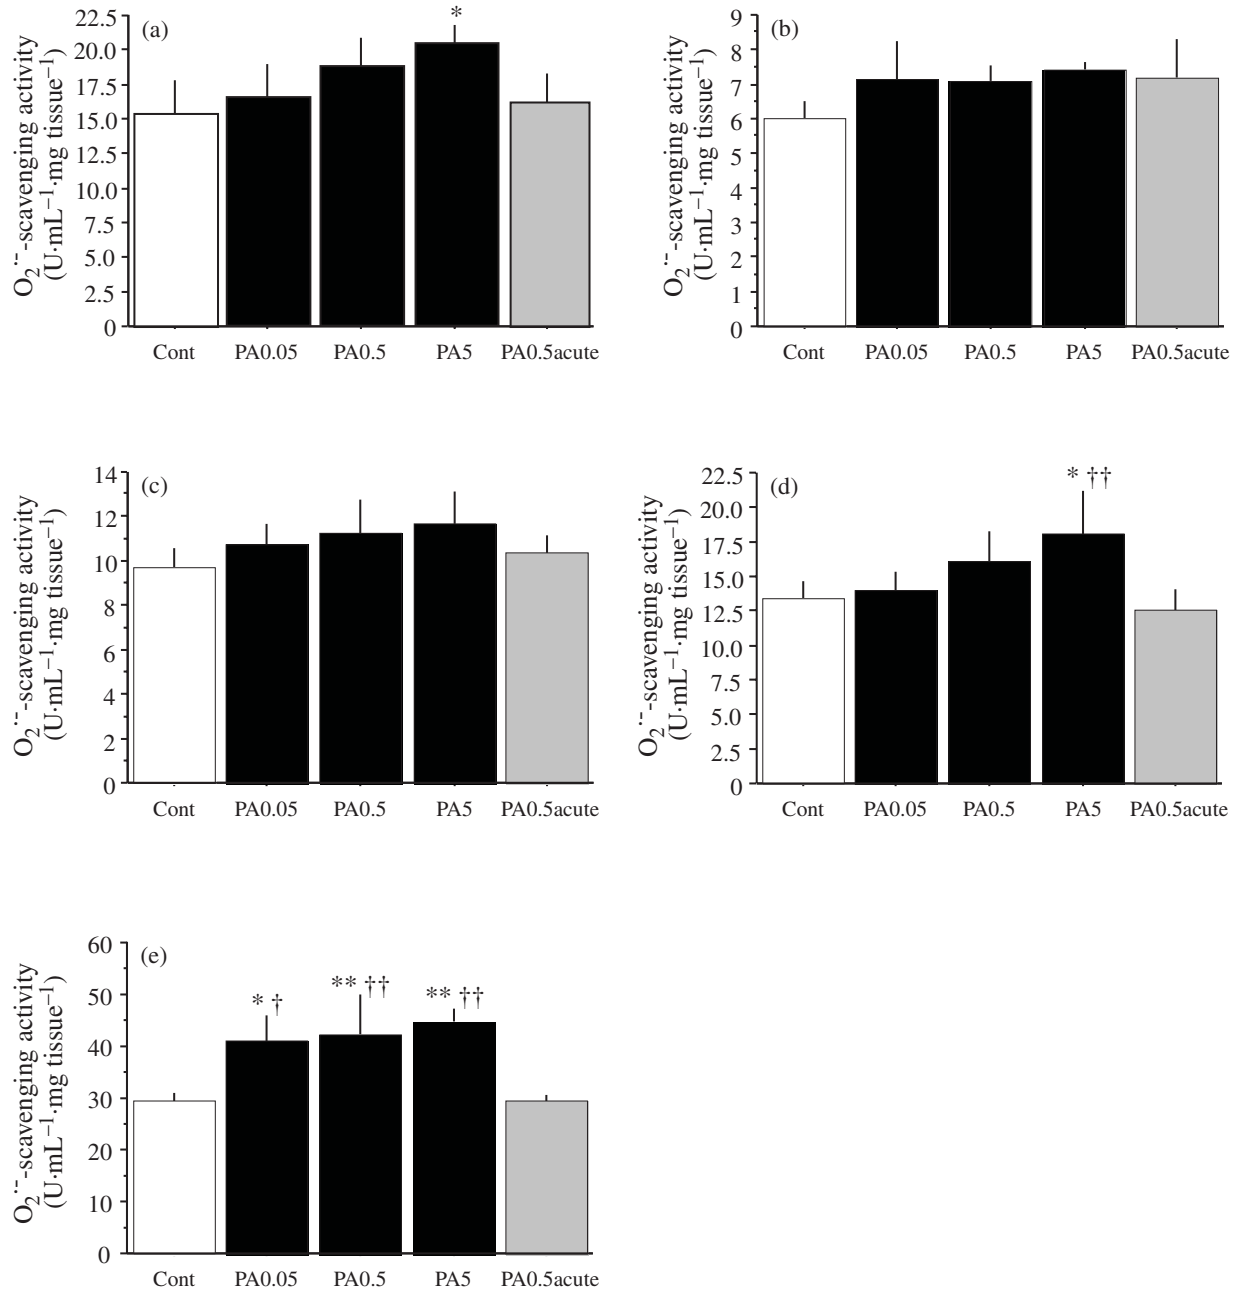 (a)
*
O₂·⁻-scavenging activity
(U·mL⁻¹·mg tissue⁻¹)
22.5
20.0
17.5
15.0
12.5
10.0
7.5
5.0
2.5
0
Cont PA0.05 PA0.5 PA5 PA0.5acute
(b)
O₂·⁻-scavenging activity
(U·mL⁻¹·mg tissue⁻¹)
9
8
7
6
5
4
3
2
1
0
Cont PA0.05 PA0.5 PA5 PA0.5acute
(c)
O₂·⁻-scavenging activity
(U·mL⁻¹·mg tissue⁻¹)
14
12
10
8
6
4
2
0
Cont PA0.05 PA0.5 PA5 PA0.5acute
(d)
* ††
O₂·⁻-scavenging activity
(U·mL⁻¹·mg tissue⁻¹)
22.5
20.0
17.5
15.0
12.5
10.0
7.5
5.0
2.5
0
Cont PA0.05 PA0.5 PA5 PA0.5acute
(e)
* † ** †† ** ††
O₂·⁻-scavenging activity
(U·mL⁻¹·mg tissue⁻¹)
60
50
40
30
20
10
0
Cont PA0.05 PA0.5 PA5 PA0.5acute